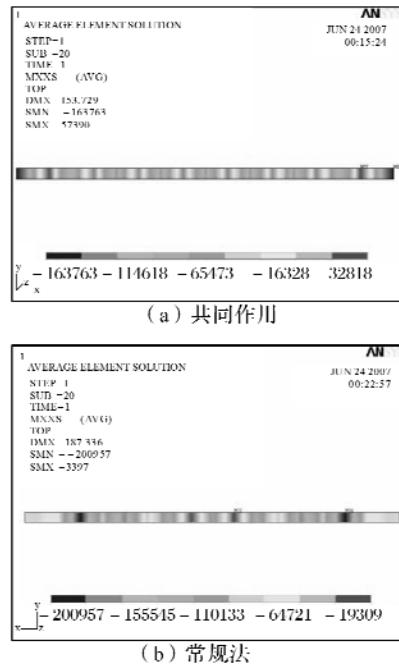 1
AN
AVERAGE ELEMENT SOLUTION
JUN 24 2007
00:15:24
STEP=1
SUB =20
TIME=1
MXXS (AVG)
TOP
DMX 153.729
SMN =-163763
SMX 57390
-163763 -114618 -65473 -16328 32818
y
z
x
(a)共同作用
1
AN
AVERAGE ELEMENT SOLUTION
JUN 24 2007
00:22:57
STEP 1
SUB =20
TIME=1
MXXS (AVG)
TOP
DMX 187.336
SMN =-200957
SMX =3397
y
x z
-200957 -155545 -110133 -64721 -19309
(b)常规法